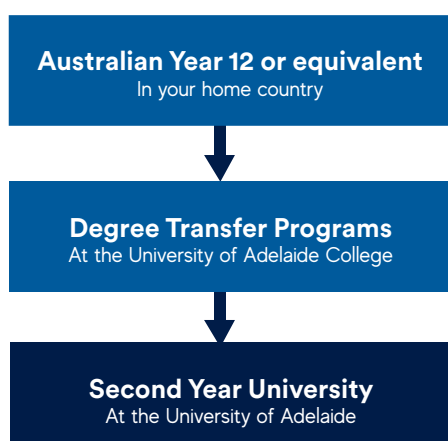 Australian Year 12 or equivalent
In your home country
Degree Transfer Programs
At the University of Adelaide College
Second Year University
At the University of Adelaide